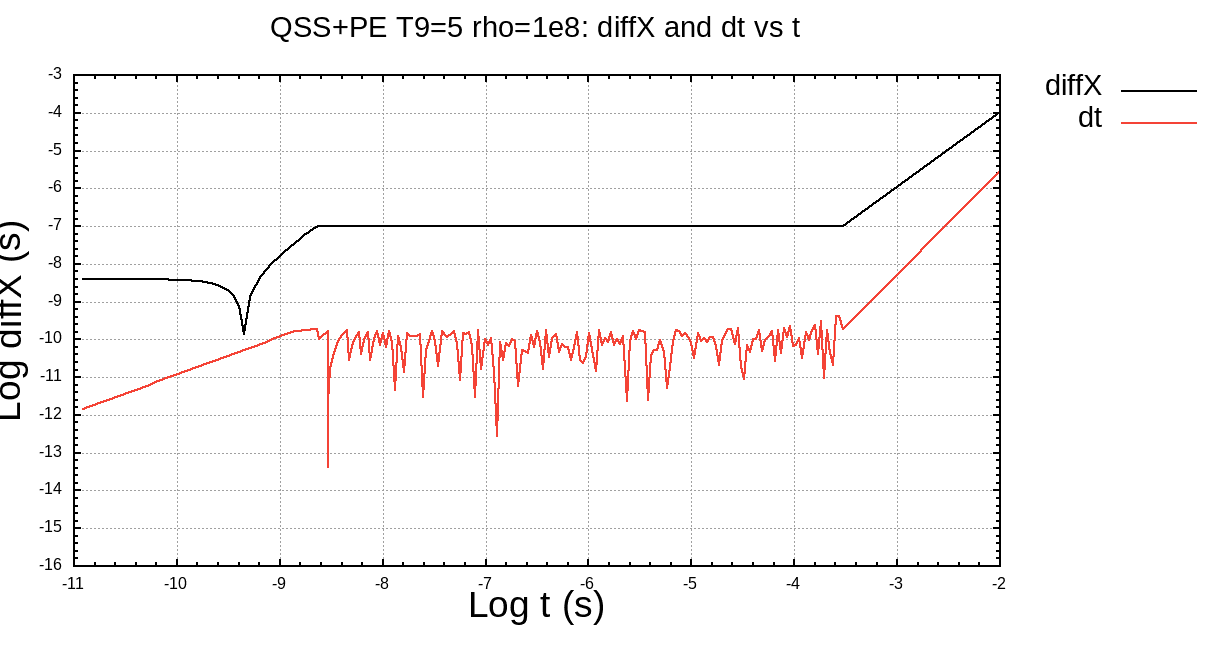 QSS+PE T9=5 rho=1e8: diffX and dt vs t
diffX
dt
-3
-4
-5
-6
-7
-8
-9
-10
-11
-12
-13
-14
-15
-16
Log diffX (s)
-11 -10 -9 -8 -7 -6 -5 -4 -3 -2
Log t (s)